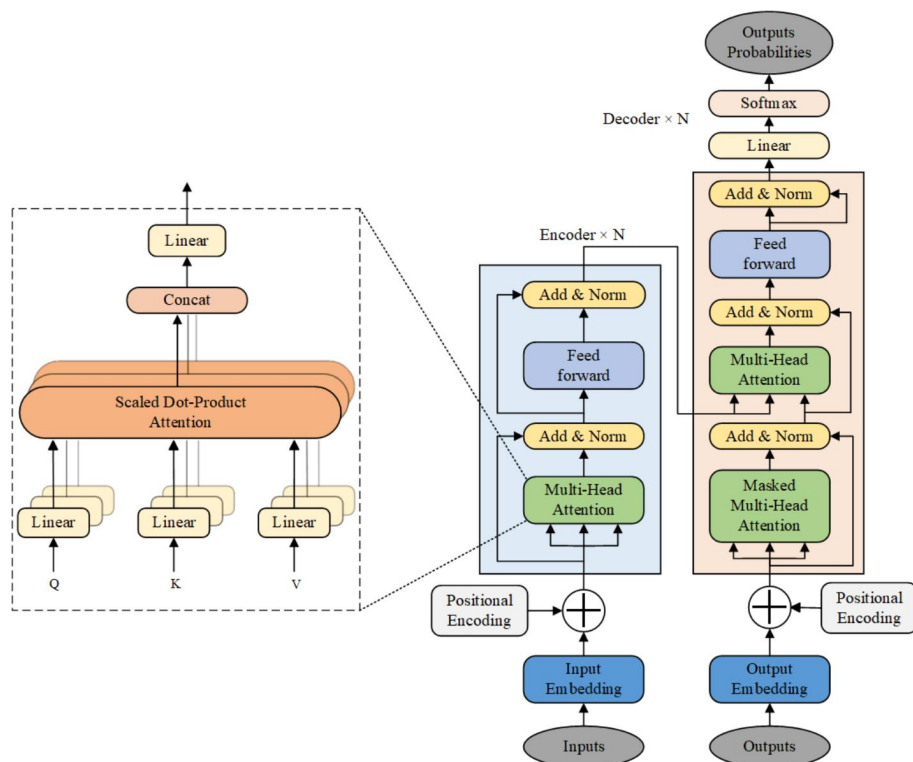 Outputs
Probabilities
Softmax
Decoder × N
Linear
Add & Norm
Feed
forward
Add & Norm
Multi-Head
Attention
Add & Norm
Masked
Multi-Head
Attention
Positional
Encoding
Output
Embedding
Outputs
Encoder × N
Add & Norm
Feed
forward
Add & Norm
Multi-Head
Attention
Positional
Encoding
Input
Embedding
Inputs
Linear
Concat
Scaled Dot-Product
Attention
Linear
Linear
Linear
Q
K
V